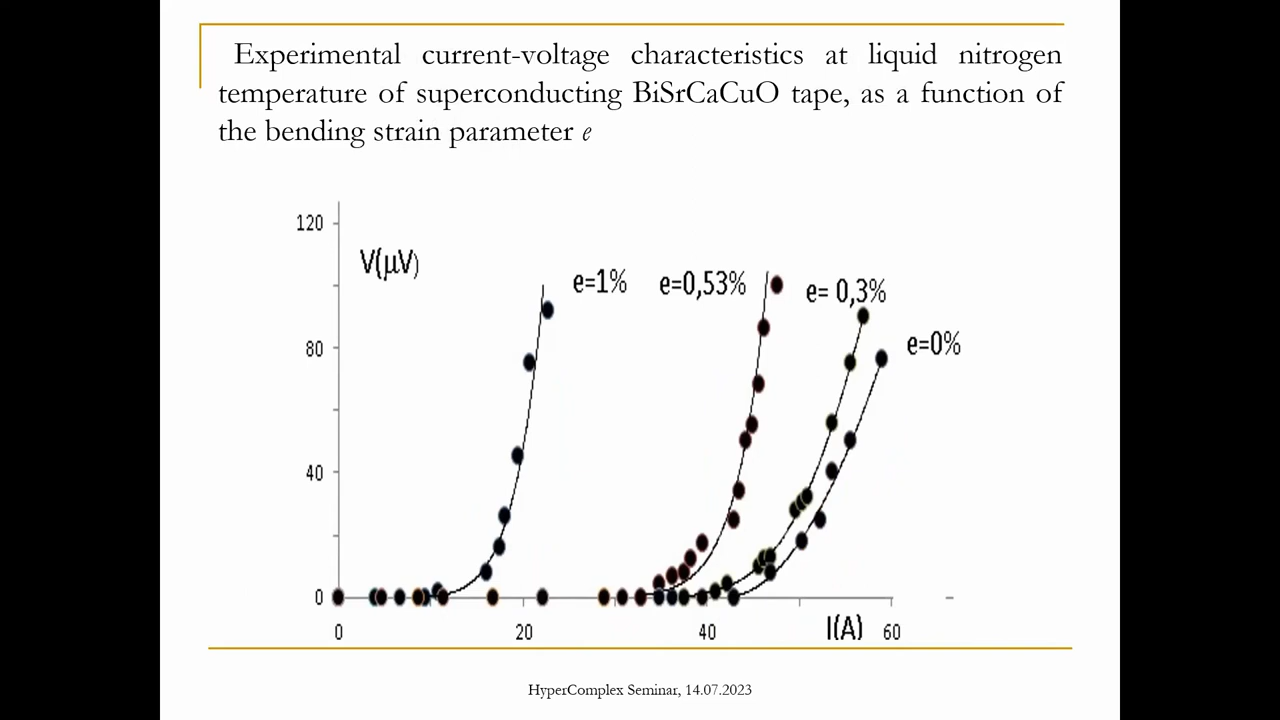 Experimental current-voltage characteristics at liquid nitrogen
temperature of superconducting BiSrCaCuO tape, as a function of
the bending strain parameter e
120
V(μV)
e=1%
e=0,53%
e= 0,3%
e=0%
80
40
0
0
20
40
I(A)
60
HyperComplex Seminar, 14.07.2023